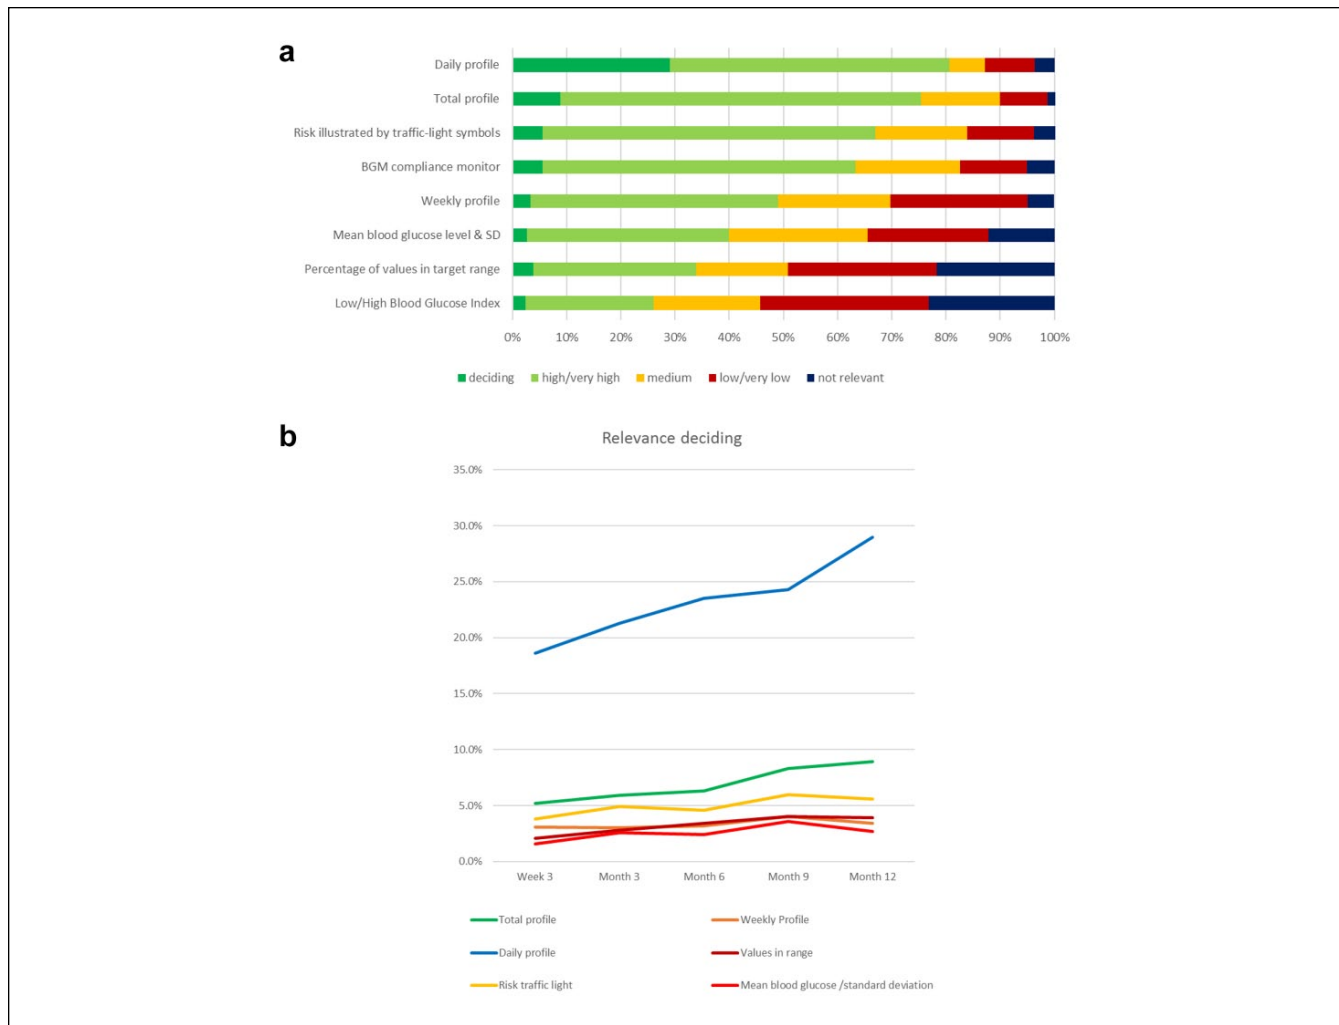 a
Daily profile
Total profile
Risk illustrated by traffic-light symbols
BGM compliance monitor
Weekly profile
Mean blood glucose level & SD
Percentage of values in target range
Low/High Blood Glucose Index
0% 10% 20% 30% 40% 50% 60% 70% 80% 90% 100%
deciding high/very high medium low/very low not relevant
b
Relevance deciding
35.0%
30.0%
25.0%
20.0%
15.0%
10.0%
5.0%
0.0%
Week 3 Month 3 Month 6 Month 9 Month 12
Total profile Weekly Profile
Daily profile Values in range
Risk traffic light Mean blood glucose /standard deviation